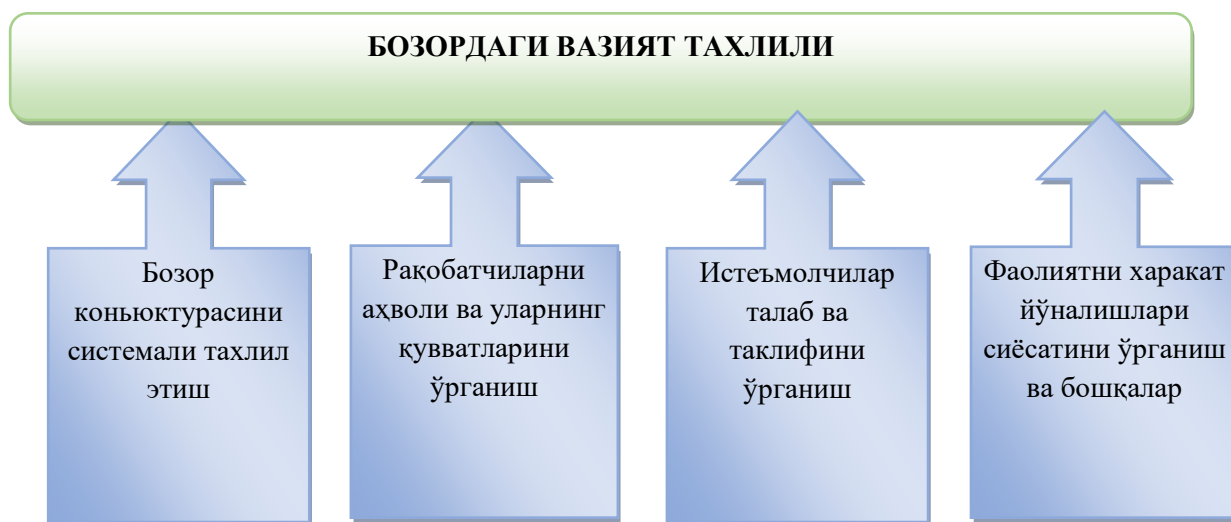 БОЗОРДАГИ ВАЗИЯТ ТАХЛИЛИ
Бозор
коньюктурасини
системали тахлил
этиш
Рақобатчиларни
аҳволи ва уларнинг
қувватларини
ўрганиш
Истеъмолчилар
талаб ва
таклифини
ўрганиш
Фаолиятни харакат
йўналишлари
сиёсатини ўрганиш
ва бошқалар